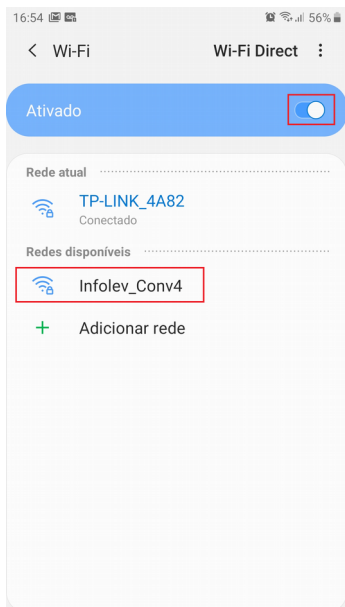 16:54 56%
Wi-Fi Wi-Fi Direct
Ativado
Rede atual
TP-LINK_4A82
Conectado
Redes disponíveis
Infolev_Conv4
+ Adicionar rede